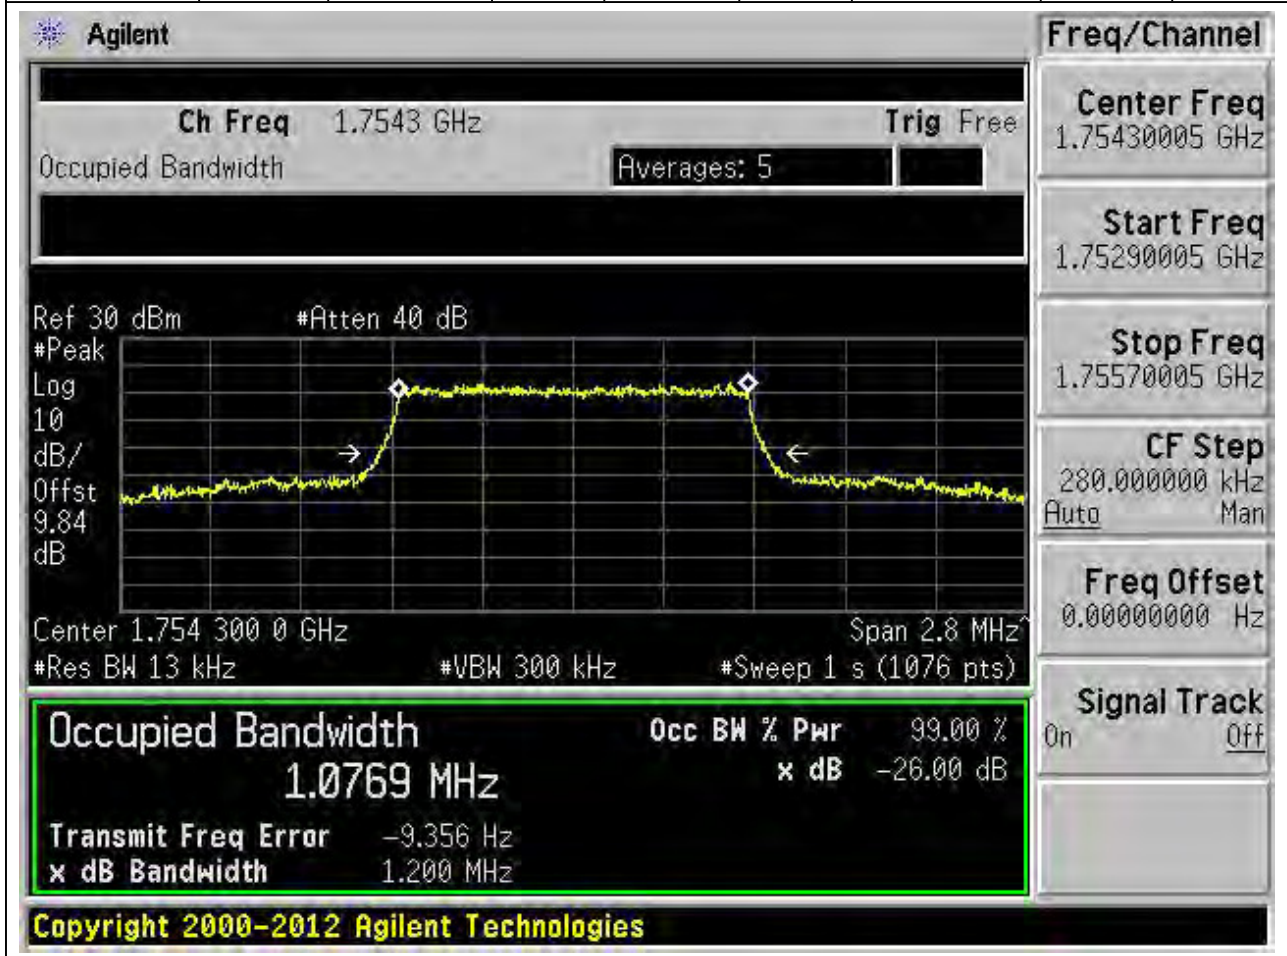 Agilent
Freq/Channel
Ch Freq 1.7543 GHz Trig Free
Occupied Bandwidth Averages: 5
Center Freq
1.75430005 GHz
Start Freq
1.75290005 GHz
Stop Freq
1.75570005 GHz
CF Step
280.000000 kHz
Auto Man
Freq Offset
0.00000000 Hz
Signal Track
On Off
Ref 30 dBm #Atten 40 dB
#Peak
Log
10
dB/
Offst
9.84
dB
Center 1.754 300 0 GHz Span 2.8 MHz^
#Res BW 13 kHz #VBW 300 kHz #Sweep 1 s (1076 pts)
Occupied Bandwidth
1.0769 MHz
Occ BW % Pwr 99.00 %
x dB -26.00 dB
Transmit Freq Error -9.356 Hz
x dB Bandwidth 1.200 MHz
Copyright 2000-2012 Agilent Technologies